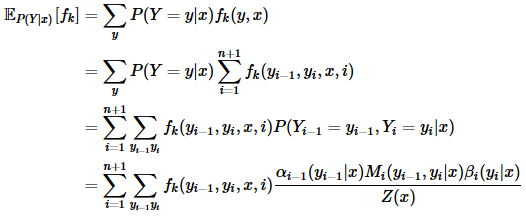 𝔼_{P(Y|x)}[f_k] = ∑_y P(Y = y|x) f_k(y, x)
= ∑_y P(Y = y|x) ∑_{i=1}^{n+1} f_k(y_{i−1}, y_i, x, i)
= ∑_{i=1}^{n+1} ∑_{y_{i−1}y_i} f_k(y_{i−1}, y_i, x, i) P(Y_{i−1} = y_{i−1}, Y_i = y_i|x)
= ∑_{i=1}^{n+1} ∑_{y_{i−1}y_i} f_k(y_{i−1}, y_i, x, i) \frac{α_{i−1}(y_{i−1}|x) M_i(y_{i−1}, y_i|x) β_i(y_i|x)}{Z(x)}